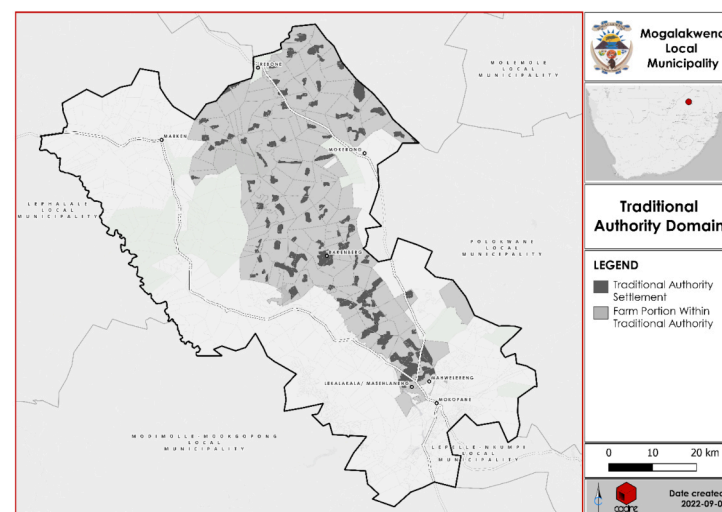 Mogalakwena
Local
Municipality
Traditional
Authority Domain
LEGEND
Traditional Authority
Settlement
Farm Portion Within
Traditional Authority
0 10 20 km
Date created
2022-09-0
REBONE
MOLEMOLE
LOCAL
MUNICIPALITY
MARKEN
LEPHALALE
LOCAL
MUNICIPALITY
POLOKWANE
LOCAL
MUNICIPALITY
MAHWELERENG
MOKOPANE
MODIMOLLE-MOOKGOPONG
LOCAL
MUNICIPALITY
LEPELLE-NKUMPI
LOCAL
MUNICIPALITY